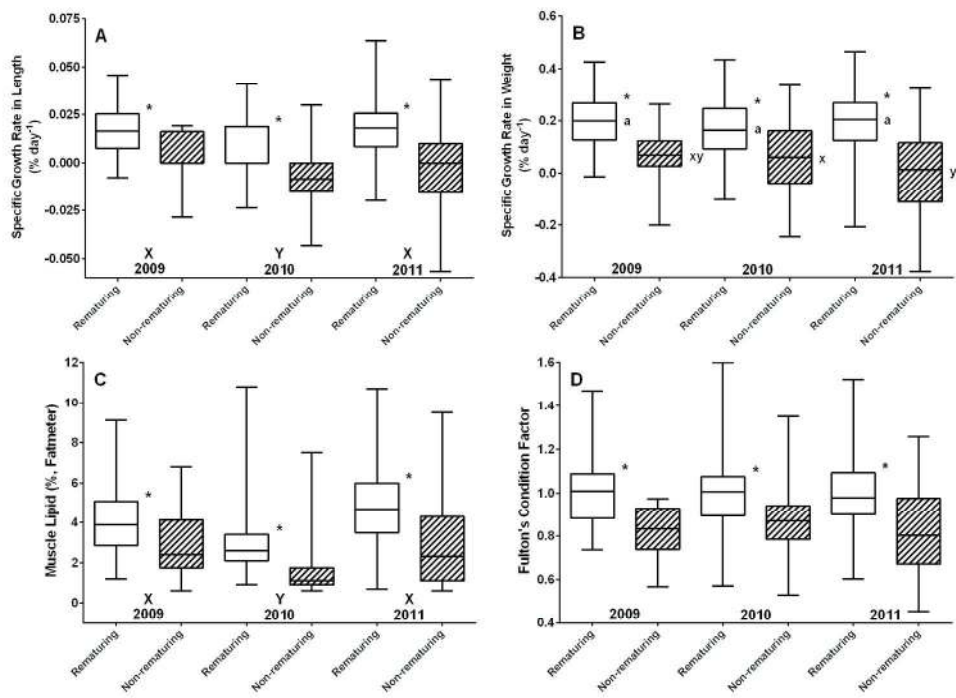 A
Specific Growth Rate in Length
(% day⁻¹)
0.075
0.050
0.025
0.000
-0.025
-0.050
*
*
*
X
Y
X
2009
2010
2011
Rematuring
Non-rematuring
Rematuring
Non-rematuring
Rematuring
Non-rematuring
B
Specific Growth Rate in Weight
(% day⁻¹)
0.6
0.4
0.2
0.0
-0.2
-0.4
*
a
xy
*
a
x
*
a
y
2009
2010
2011
Rematuring
Non-rematuring
Rematuring
Non-rematuring
Rematuring
Non-rematuring
C
Muscle Lipid (%, Fatmeter)
12
10
8
6
4
2
0
*
*
*
X
Y
X
2009
2010
2011
Rematuring
Non-rematuring
Rematuring
Non-rematuring
Rematuring
Non-rematuring
D
Fulton's Condition Factor
1.6
1.4
1.2
1.0
0.8
0.6
0.4
*
*
*
2009
2010
2011
Rematuring
Non-rematuring
Rematuring
Non-rematuring
Rematuring
Non-rematuring